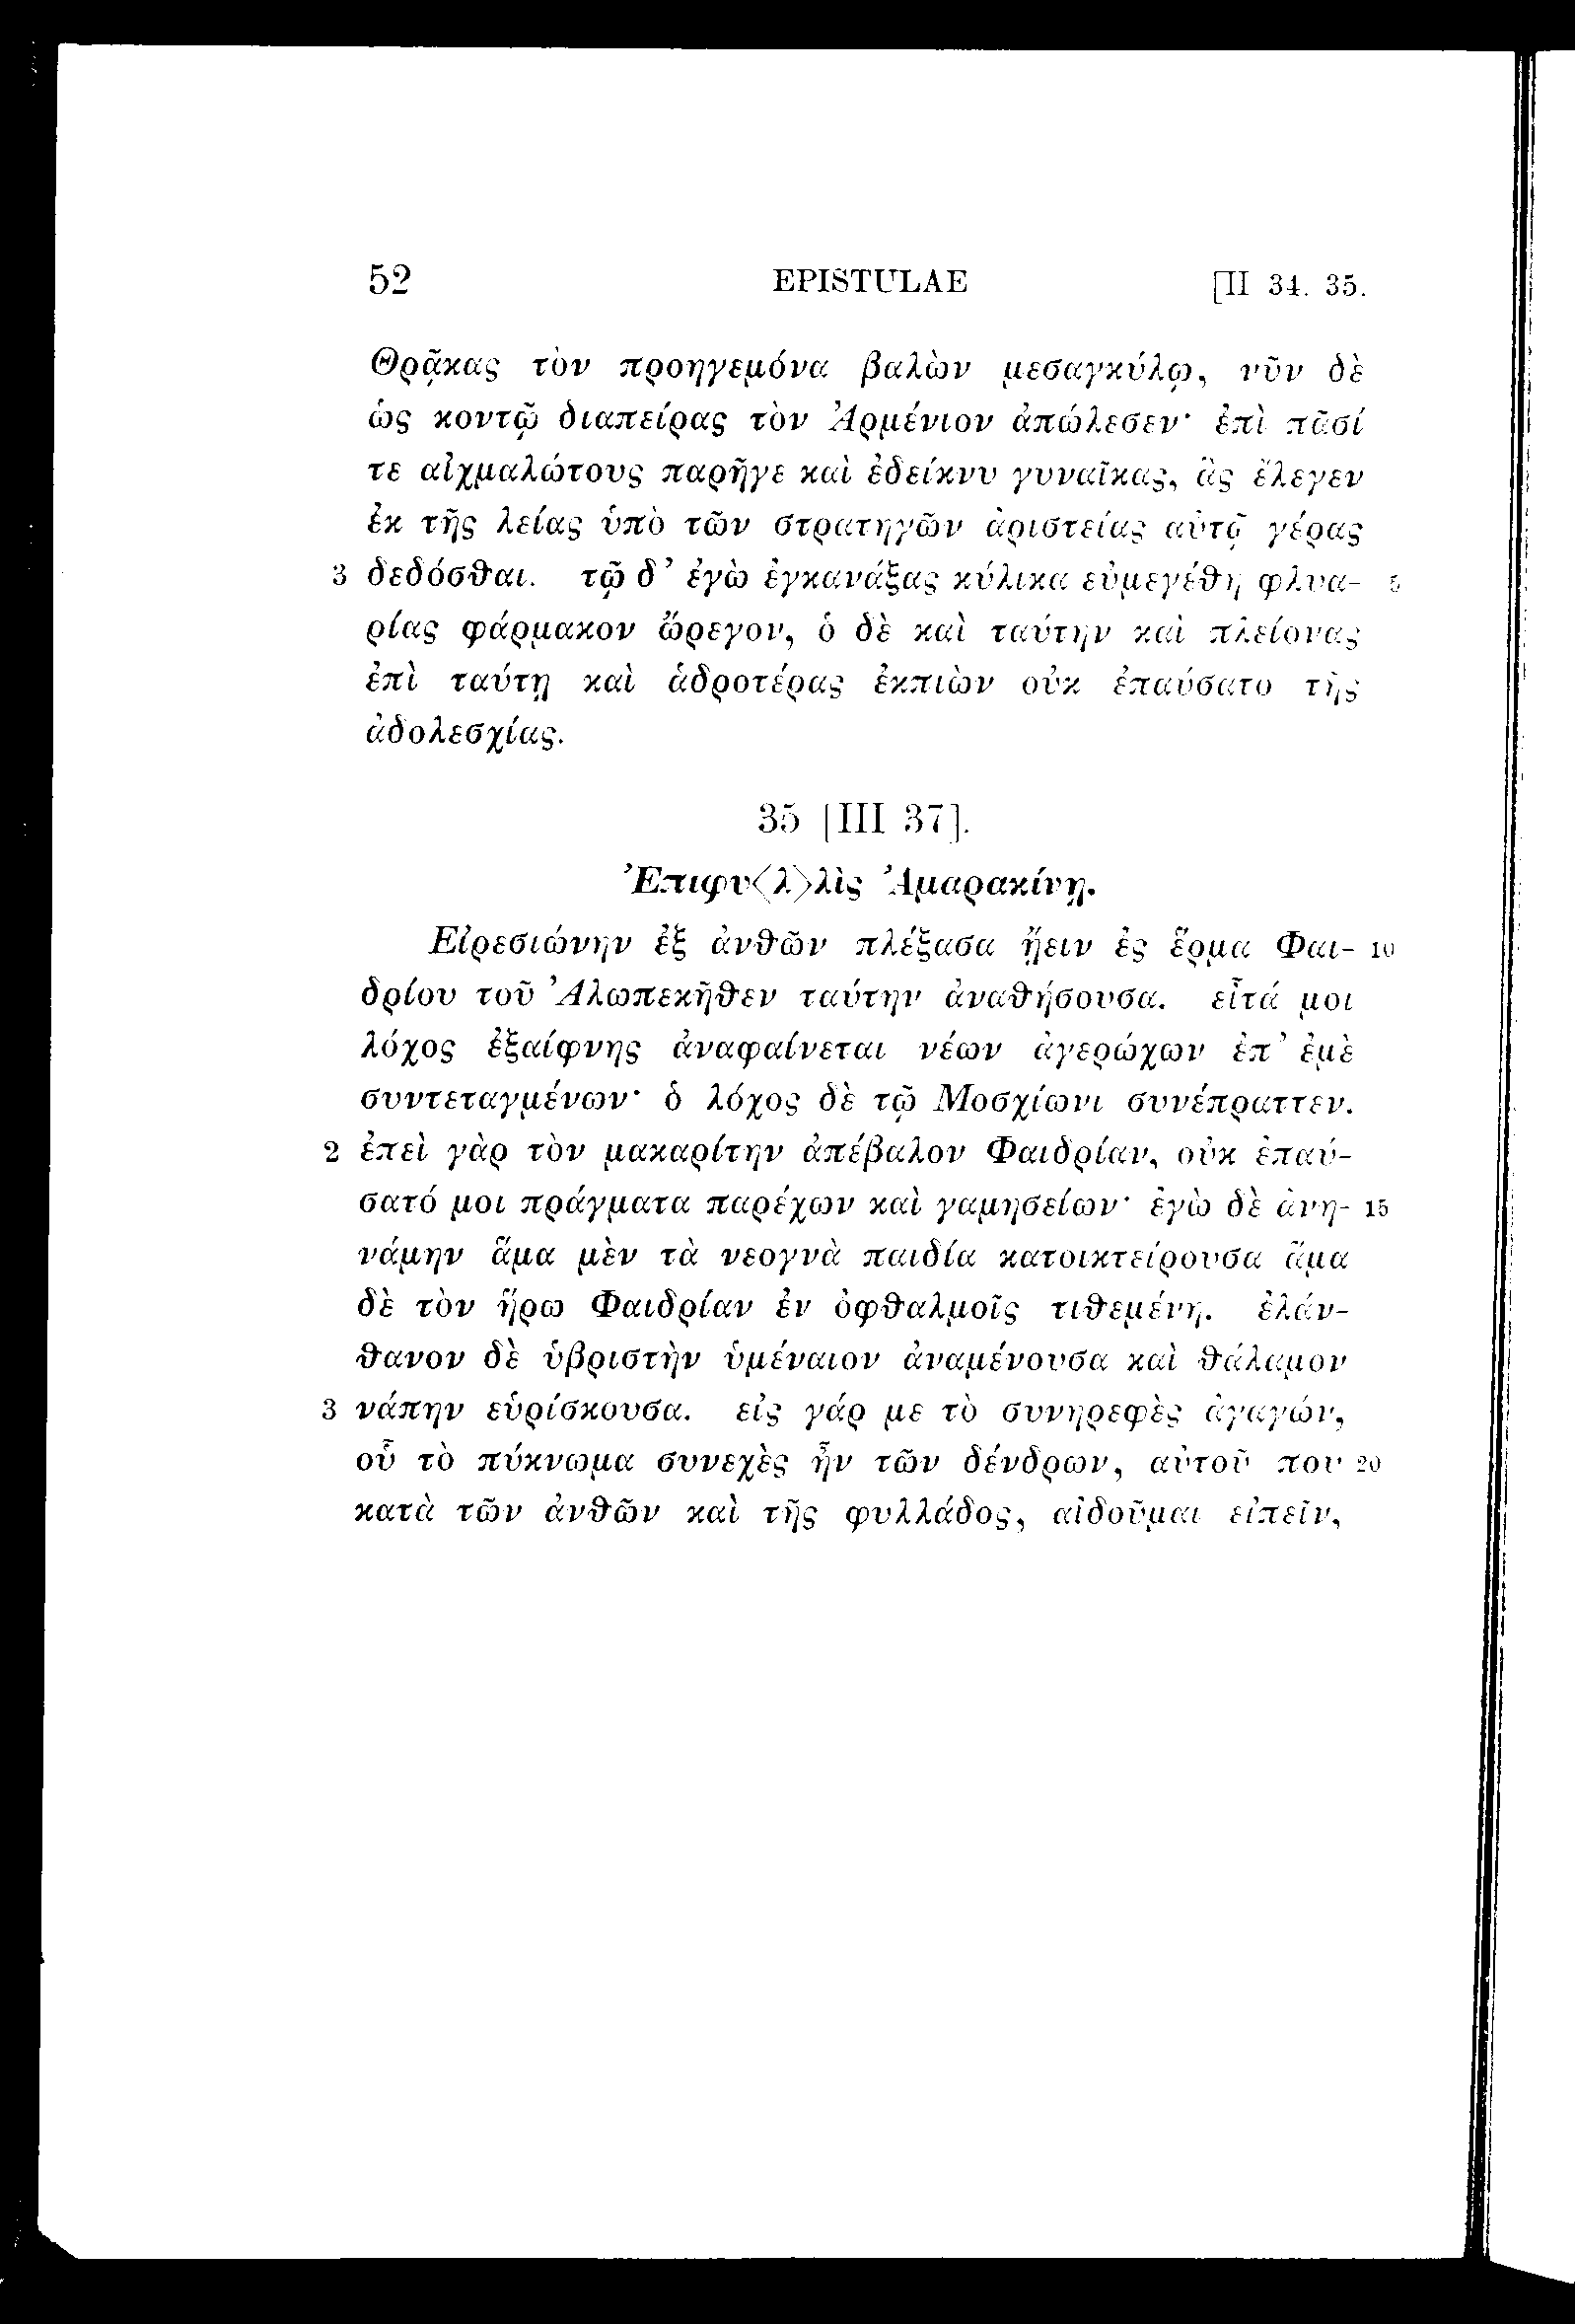 52 EPISTULAE [II 34. 35.
Θρᾷκας τὸν προηγεμόνα βαλὼν μεσαγκύλῳ, νῦν δὲ
ὡς κοντῷ διαπείρας τὸν Ἀρμένιον ἀπώλεσεν· ἐπὶ πᾶσί
τε αἰχμαλώτους παρῆγε καὶ ἐδείκνυ γυναῖκας, ἃς ἔλεγεν
ἐκ τῆς λείας ὑπὸ τῶν στρατηγῶν ἀριστείας αὐτῷ γέρας
3 δεδόσθαι. τῷ δ’ ἐγὼ ἐγκανάξας κύλικα εὐμεγέθη φλυα- 5
ρίας φάρμακον ὤρεγον, ὁ δὲ καὶ ταύτην καὶ πλείονας
ἐπὶ ταύτῃ καὶ ἁδροτέρας ἐκπιὼν οὐκ ἐπαύσατο τῆς
ἀδολεσχίας.
35 [III 37].
Ἐπιφυ⟨λ⟩λὶς Ἀμαρακίνῃ.
Εἰρεσιώνην ἐξ ἀνθῶν πλέξασα ᾔειν ἐς ἕρμα Φαι- 10
δρίου τοῦ Ἀλωπεκῆθεν ταύτην ἀναθήσουσα. εἶτά μοι
λόχος ἐξαίφνης ἀναφαίνεται νέων ἀγερώχων ἐπ’ ἐμὲ
συντεταγμένων· ὁ λόχος δὲ τῷ Μοσχίωνι συνέπραττεν.
2 ἐπεὶ γὰρ τὸν μακαρίτην ἀπέβαλον Φαιδρίαν, οὐκ ἐπαύ-
σατό μοι πράγματα παρέχων καὶ γαμησείων· ἐγὼ δὲ ἀνη- 15
νάμην ἅμα μὲν τὰ νεογνὰ παιδία κατοικτείρουσα ἅμα
δὲ τὸν ἥρω Φαιδρίαν ἐν ὀφθαλμοῖς τιθεμένη. ἐλάν-
θανον δὲ ὑβριστὴν ὑμέναιον ἀναμένουσα καὶ θάλαμον
3 νάπην εὑρίσκουσα. εἰς γάρ με τὸ συνηρεφὲς ἀγαγών,
οὗ τὸ πύκνωμα συνεχὲς ἦν τῶν δένδρων, αὐτοῦ που 20
κατὰ τῶν ἀνθῶν καὶ τῆς φυλλάδος, αἰδοῦμαι εἰπεῖν,